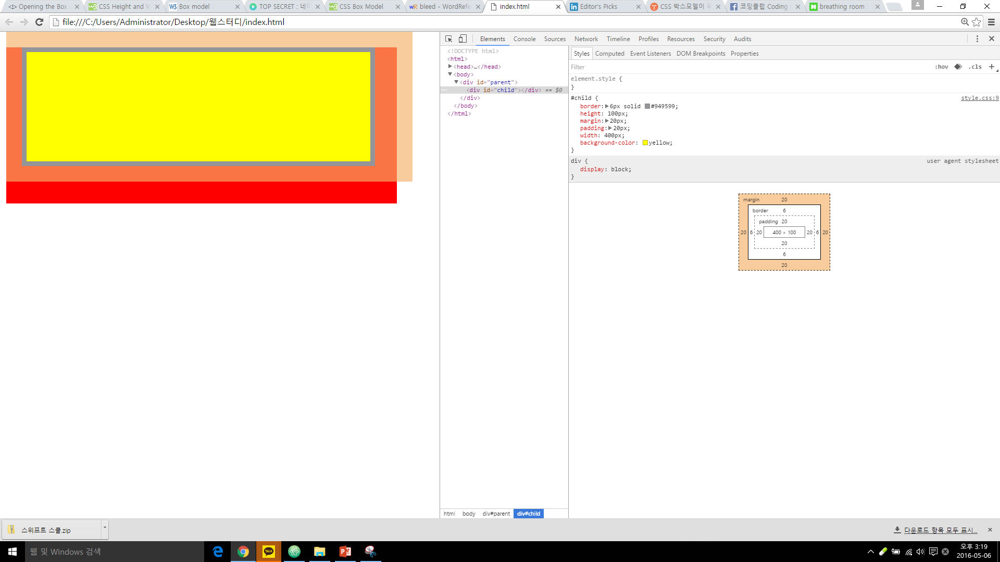 Opening the Box
CSS Height and W
Box model
TOP SECRET : 네이
CSS Box Model
bleed - WordRefe
index.html
Editor's Picks
CSS 박스모델이
코딩클럽 Coding
breathing room
file:///C:/Users/Administrator/Desktop/웹스터디/index.html
Elements Console Sources Network Timeline Profiles Resources Security Audits
<!DOCTYPE html>
<html>
<head>…</head>
<body>
<div id="parent">
<div id="child"></div> == $0
</div>
</body>
</html>
Styles Computed Event Listeners DOM Breakpoints Properties
Filter :hov .cls +
element.style {
}
#child { style.css:9
border: 6px solid #949599;
height: 100px;
margin: 20px;
padding: 20px;
width: 400px;
background-color: yellow;
}
div { user agent stylesheet
display: block;
}
margin 20
border 6
padding 20
20 6 20 400 × 100 20 6 20
20
6
20
html body div#parent div#child
스위프트 스쿨.zip
다운로드 항목 모두 표시...
웹 및 Windows 검색
TALK
오후 3:19
2016-05-06